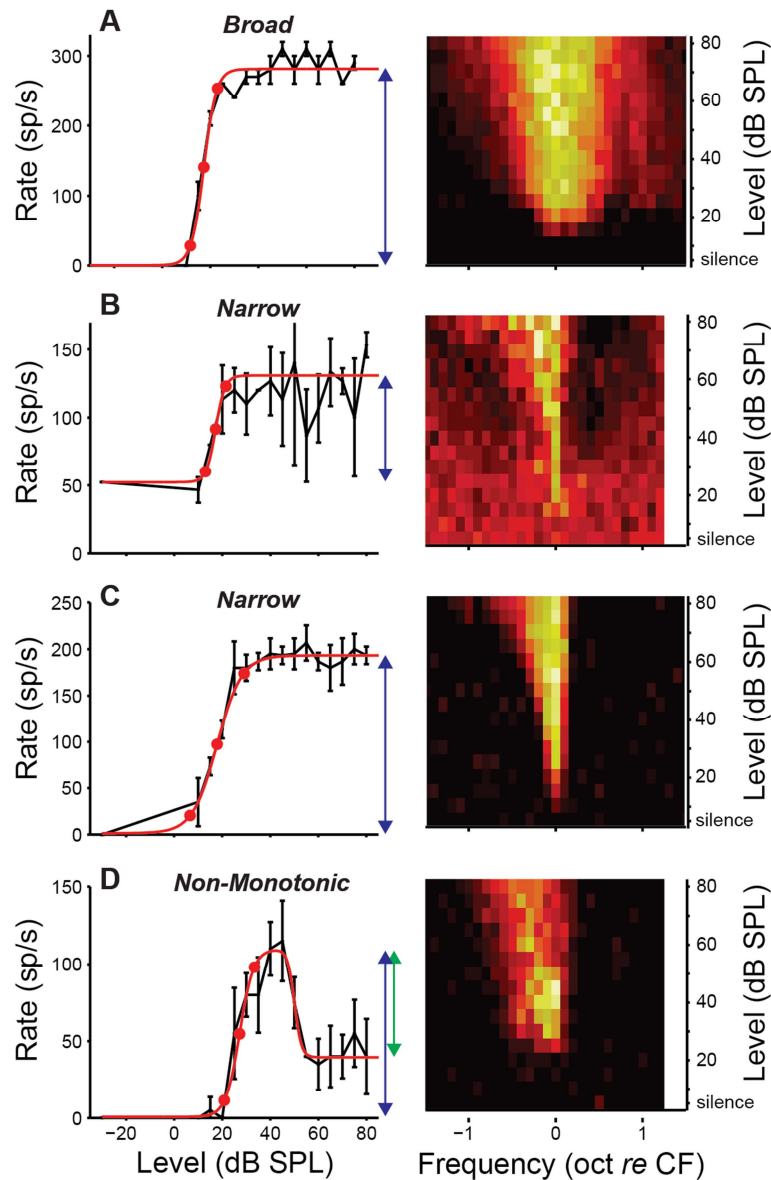 A
Broad
300
200
100
0
Rate (sp/s)
80
60
40
20
silence
Level (dB SPL)
−1
0
1
B
Narrow
150
100
50
0
Rate (sp/s)
80
60
40
20
silence
Level (dB SPL)
C
Narrow
250
200
150
100
50
0
Rate (sp/s)
80
60
40
20
silence
Level (dB SPL)
D
Non-Monotonic
150
100
50
0
Rate (sp/s)
−20 0 20 40 60 80
Level (dB SPL)
80
60
40
20
silence
Level (dB SPL)
−1 0 1
Frequency (oct re CF)